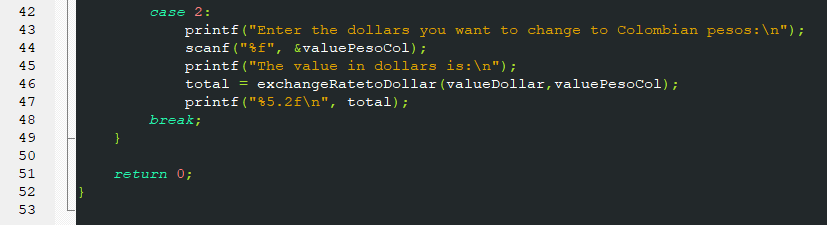 42 case 2:
43 printf("Enter the dollars you want to change to Colombian pesos:\n");
44 scanf("%f", &valuePesoCol);
45 printf("The value in dollars is:\n");
46 total = exchangeRatetoDollar(valueDollar,valuePesoCol);
47 printf("%5.2f\n", total);
48 break;
49 }
50
51 return 0;
52 }
53